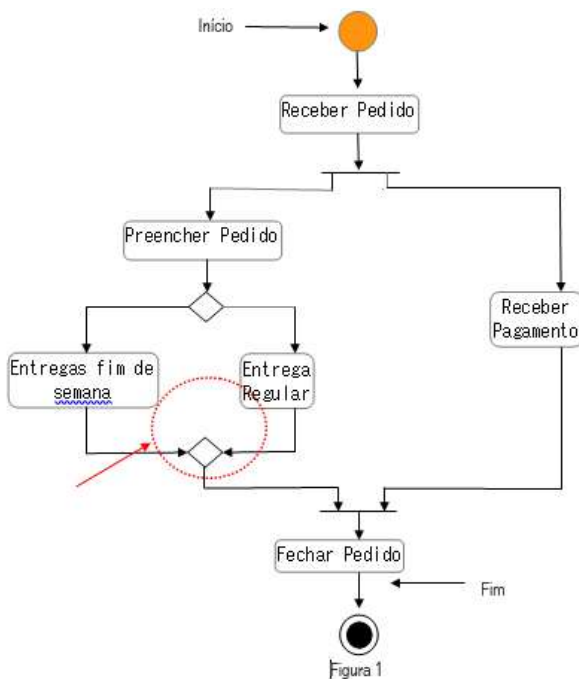 Início
Receber Pedido
Preencher Pedido
Receber
Pagamento
Entregas fim de
semana
Entrega
Regular
Fechar Pedido
Fim
Figura 1